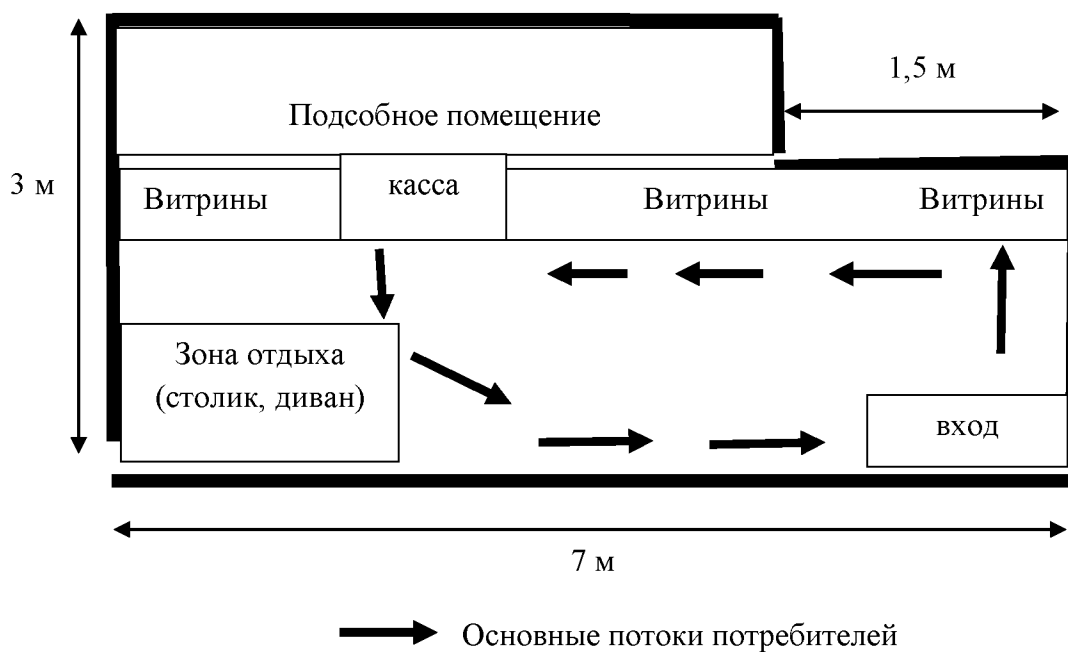 1,5 м
Подсобное помещение
3 м
Витрины
касса
Витрины
Витрины
Зона отдыха
(столик, диван)
вход
7 м
Основные потоки потребителей